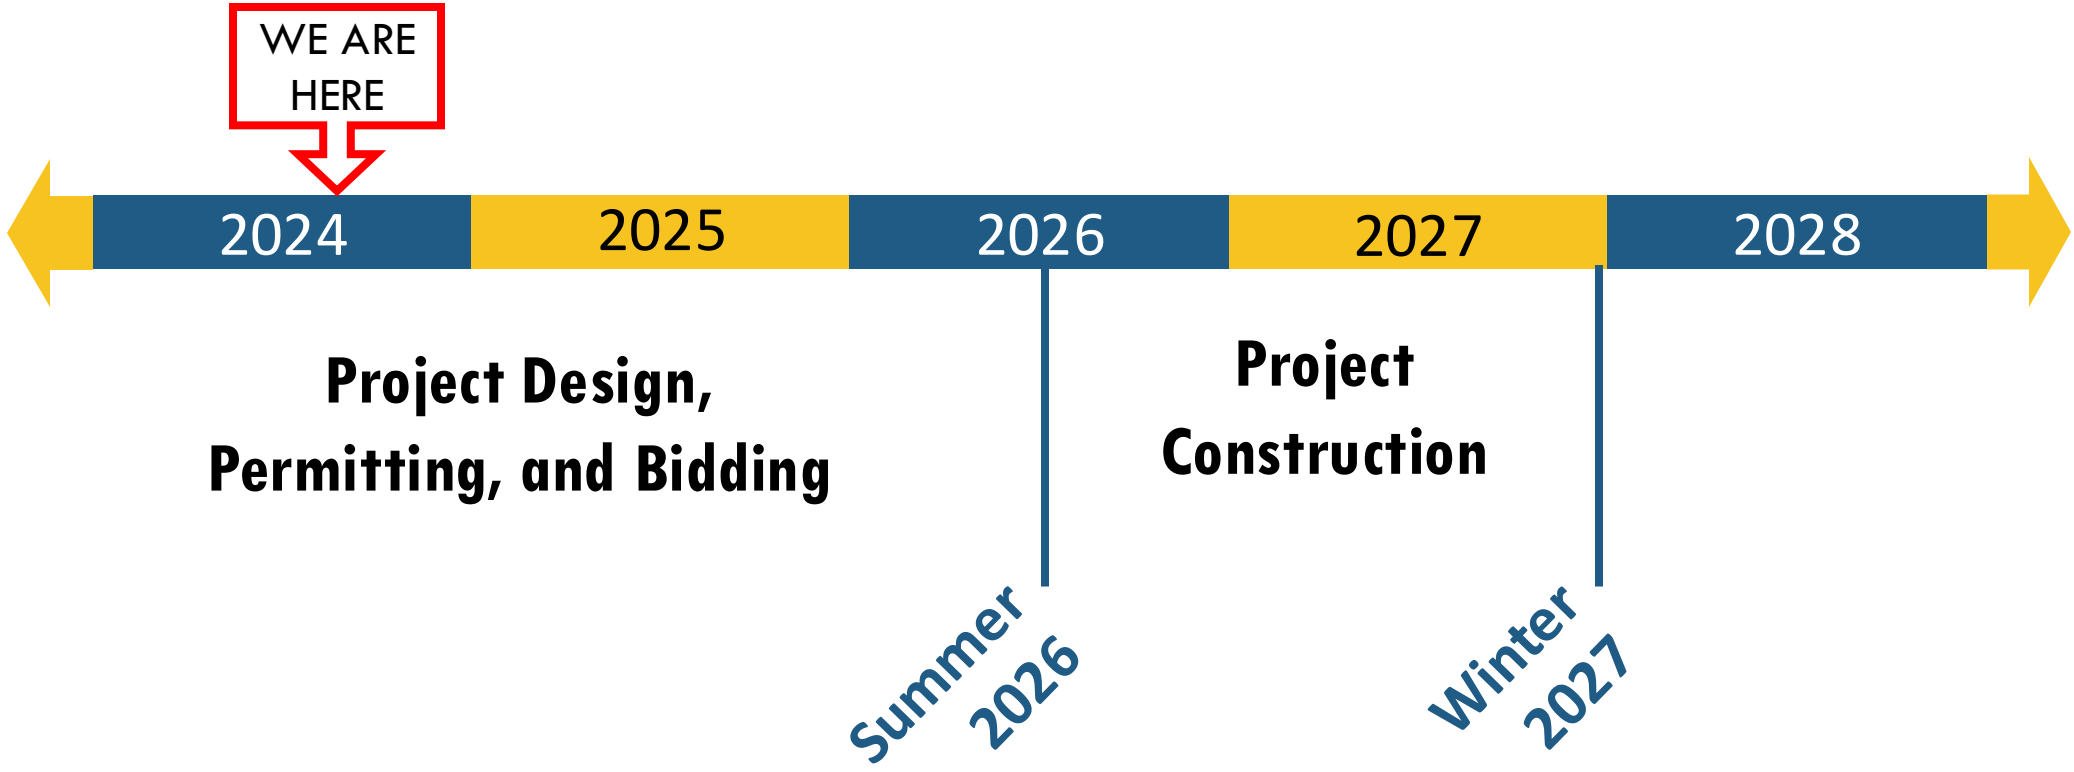 WE ARE
HERE
2024
2025
2026
2027
2028
Project Design,
Permitting, and Bidding
Project
Construction
Summer
2026
Winter
2027